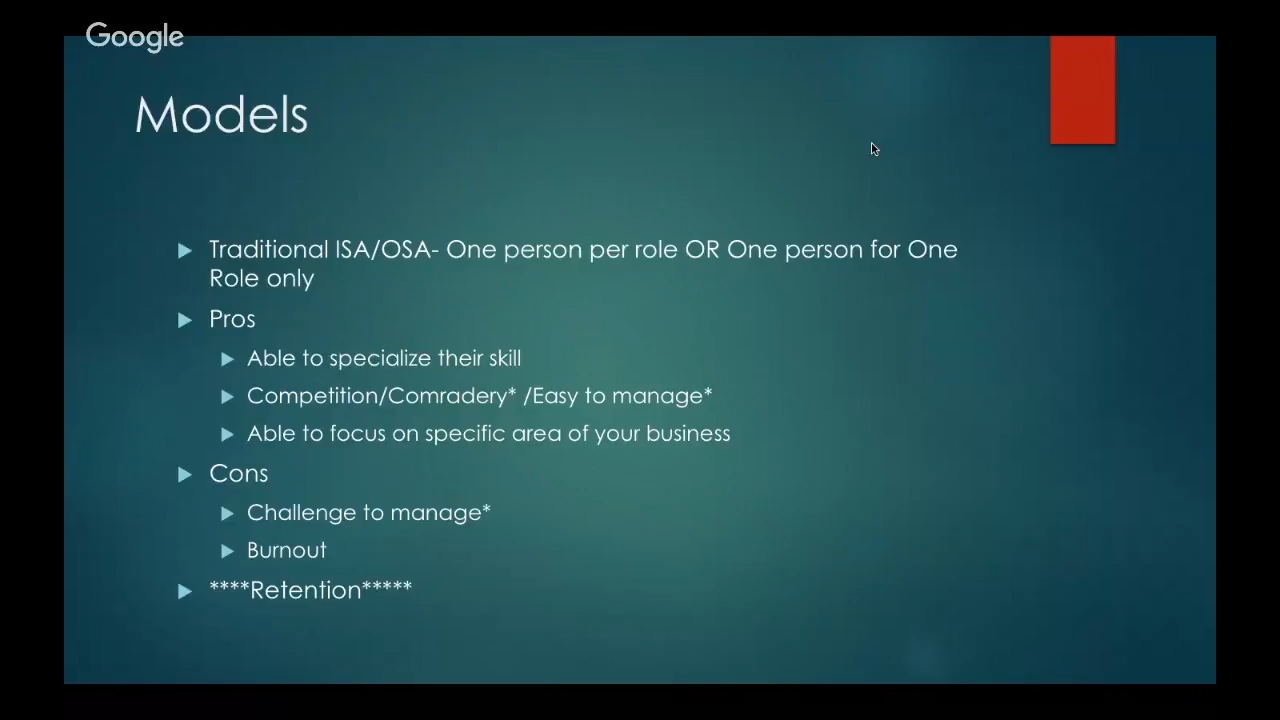 Google
Models
Traditional ISA/OSA- One person per role OR One person for One
Role only
Pros
Able to specialize their skill
Competition/Comradery* /Easy to manage*
Able to focus on specific area of your business
Cons
Challenge to manage*
Burnout
****Retention*****